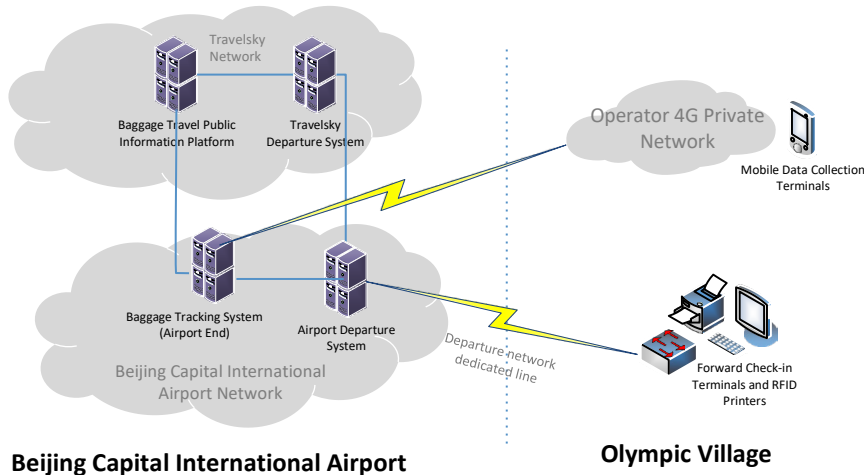 Travelsky
Network
Baggage Travel Public
Information Platform
Travelsky
Departure System
Operator 4G Private
Network
Mobile Data Collection
Terminals
Baggage Tracking System
(Airport End)
Airport Departure
System
Beijing Capital International
Airport Network
Departure network
dedicated line
Forward Check-in
Terminals and RFID
Printers
Beijing Capital International Airport
Olympic Village